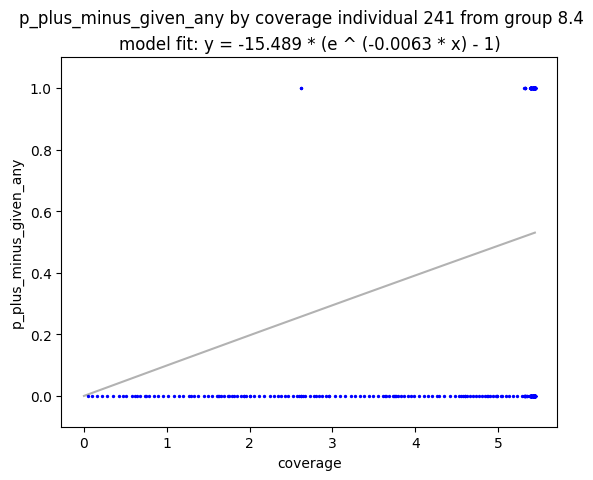 p_plus_minus_given_any by coverage individual 241 from group 8.4
model fit: y = -15.489 * (e ^ (-0.0063 * x) - 1)
1.0
0.8
0.6
0.4
0.2
0.0
p_plus_minus_given_any
0 1 2 3 4 5
coverage